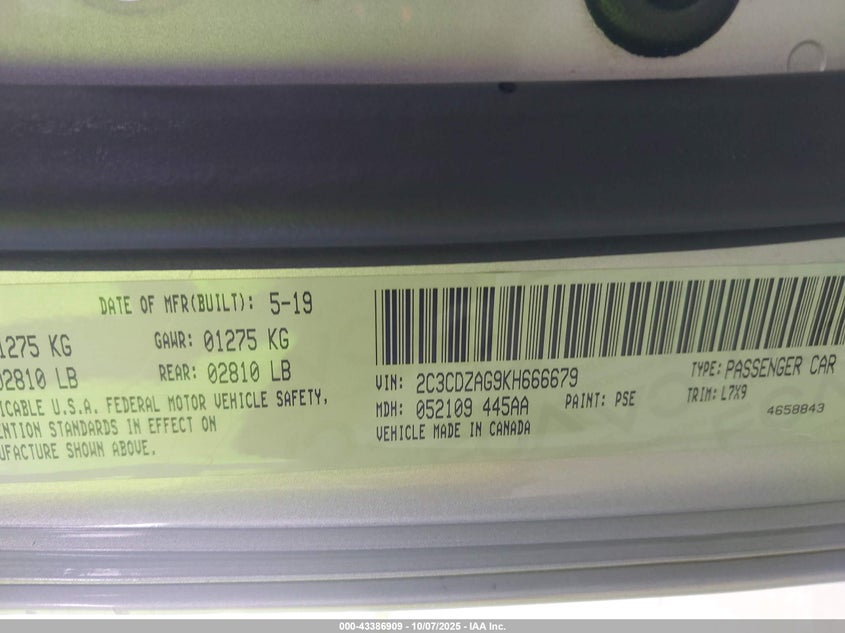 DATE OF MFR(BUILT): 5-19
1275 KG GAWR: 01275 KG
02810 LB REAR: 02810 LB
ICABLE U.S.A. FEDERAL MOTOR VEHICLE SAFETY,
ENTION STANDARDS IN EFFECT ON
UFACTURE SHOWN ABOVE.
VIN: 2C3CDZAG9KH666679 TYPE: PASSENGER CAR
MDH: 052109 445AA PAINT: PSE TRIM: L7X9
VEHICLE MADE IN CANADA 4658843
000-43386909 - 10/07/2025 - IAA Inc.